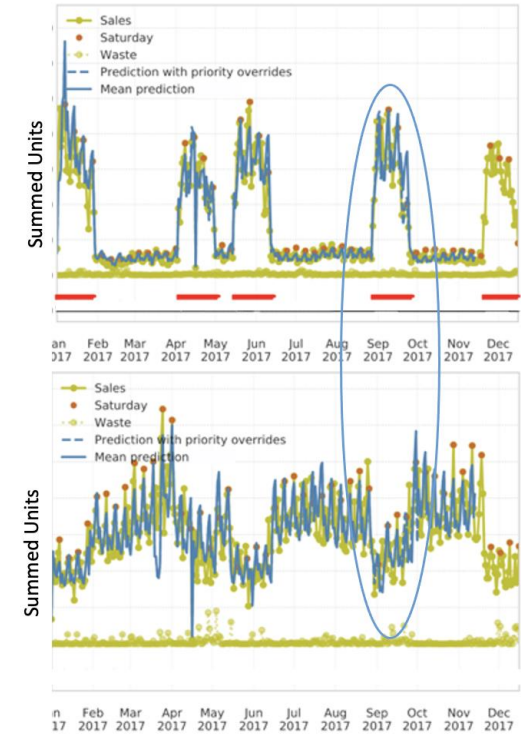 Sales
Saturday
Waste
Prediction with priority overrides
Mean prediction
Summed Units
an Feb Mar Apr May Jun Jul Aug Sep Oct Nov Dec
2017 2017 2017 2017 2017 2017 2017 2017 2017 2017 2017 2017
Sales
Saturday
Waste
Prediction with priority overrides
Mean prediction
Summed Units
n Feb Mar Apr May Jun Jul Aug Sep Oct Nov Dec
17 2017 2017 2017 2017 2017 2017 2017 2017 2017 2017 2017